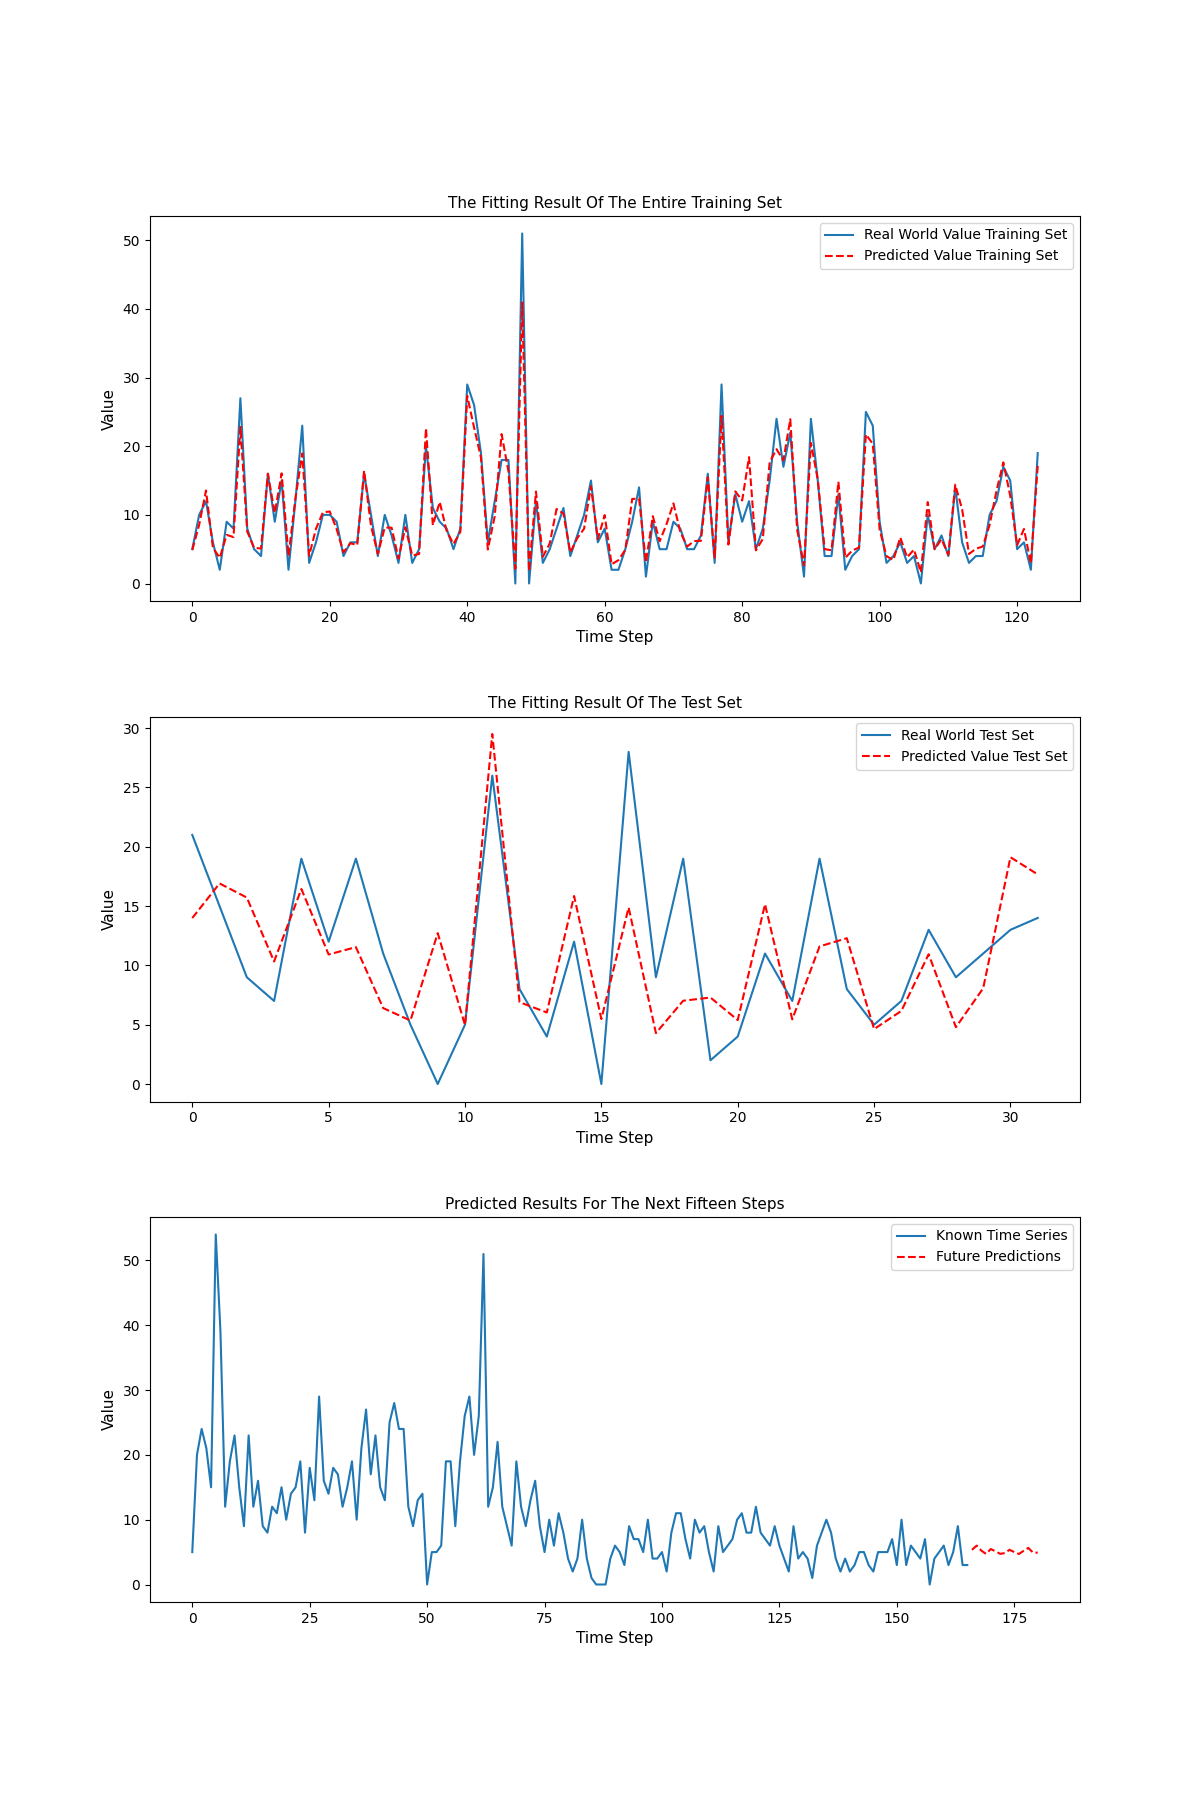 The Fitting Result Of The Entire Training Set
Real World Value Training Set
Predicted Value Training Set
50
40
30
20
10
0
Value
0 20 40 60 80 100 120
Time Step
The Fitting Result Of The Test Set
Real World Test Set
Predicted Value Test Set
30
25
20
15
10
5
0
Value
0 5 10 15 20 25 30
Time Step
Predicted Results For The Next Fifteen Steps
Known Time Series
Future Predictions
50
40
30
20
10
0
Value
0 25 50 75 100 125 150 175
Time Step